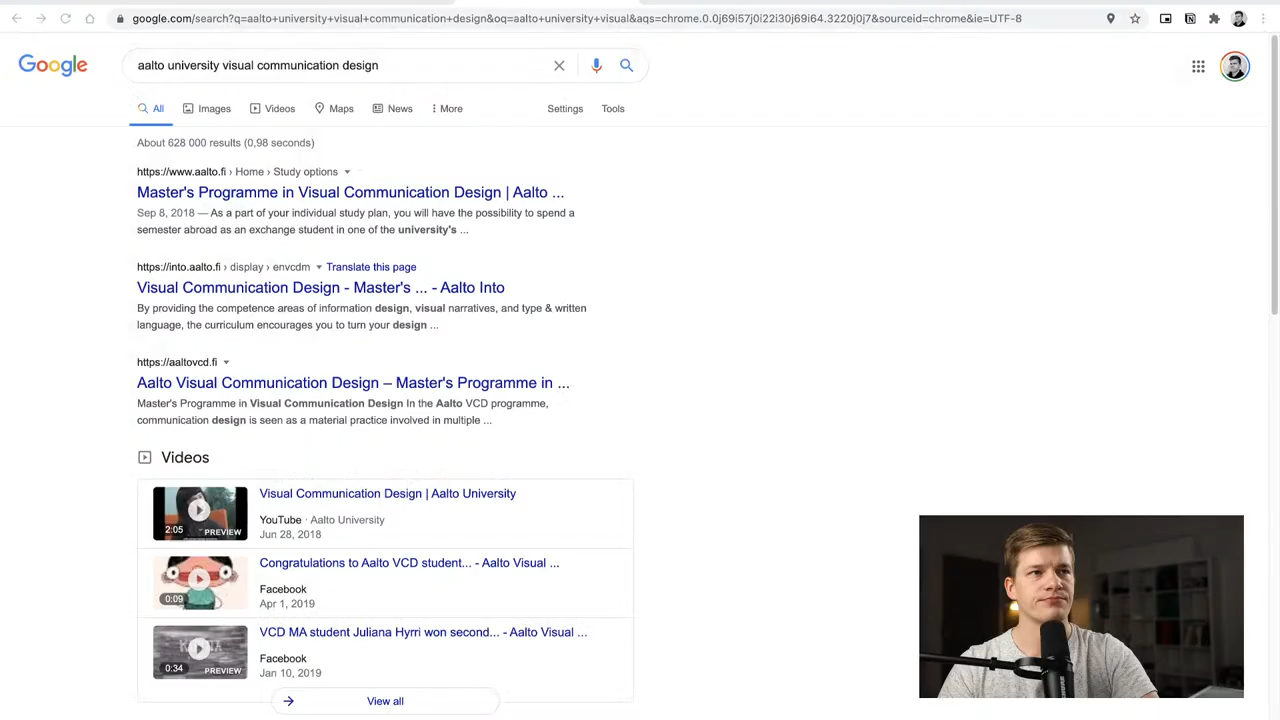 google.com/search?q=aalto+university+visual+communication+design&oq=aalto+university+visual&aqs=chrome.0.0j69i57j0i22i30j69i64.3220j0j7&sourceid=chrome&ie=UTF-8
Google
aalto university visual communication design
All Images Videos Maps News More Settings Tools
About 628 000 results (0,98 seconds)
https://www.aalto.fi › Home › Study options
Master's Programme in Visual Communication Design | Aalto ...
Sep 8, 2018 — As a part of your individual study plan, you will have the possibility to spend a
semester abroad as an exchange student in one of the university's ...
https://into.aalto.fi › display › envcdm Translate this page
Visual Communication Design - Master's ... - Aalto Into
By providing the competence areas of information design, visual narratives, and type & written
language, the curriculum encourages you to turn your design ...
https://aaltovcd.fi
Aalto Visual Communication Design – Master's Programme in ...
Master's Programme in Visual Communication Design In the Aalto VCD programme,
communication design is seen as a material practice involved in multiple ...
Videos
Visual Communication Design | Aalto University
YouTube · Aalto University
Jun 28, 2018
2:05 PREVIEW
Congratulations to Aalto VCD student... - Aalto Visual ...
Facebook
Apr 1, 2019
0:09
VCD MA student Juliana Hyrri won second... - Aalto Visual ...
Facebook
Jan 10, 2019
0:34 PREVIEW
View all